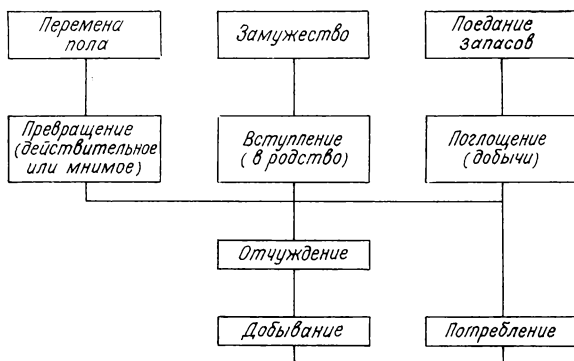 Перемена
пола
Замужество
Поедание
запасов
Превращение
(действительное
или мнимое)
Вступление
(в родство)
Поглощение
(добычи)
Отчуждение
Добывание
Потребление